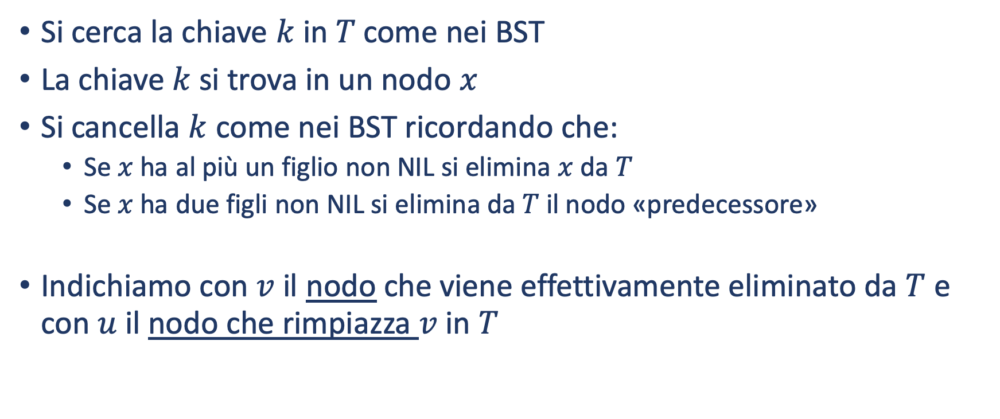 • Si cerca la chiave k in T come nei BST
• La chiave k si trova in un nodo x
• Si cancella k come nei BST ricordando che:
• Se x ha al più un figlio non NIL si elimina x da T
• Se x ha due figli non NIL si elimina da T il nodo «predecessore»
• Indichiamo con v il nodo che viene effettivamente eliminato da T e
con u il nodo che rimpiazza v in T